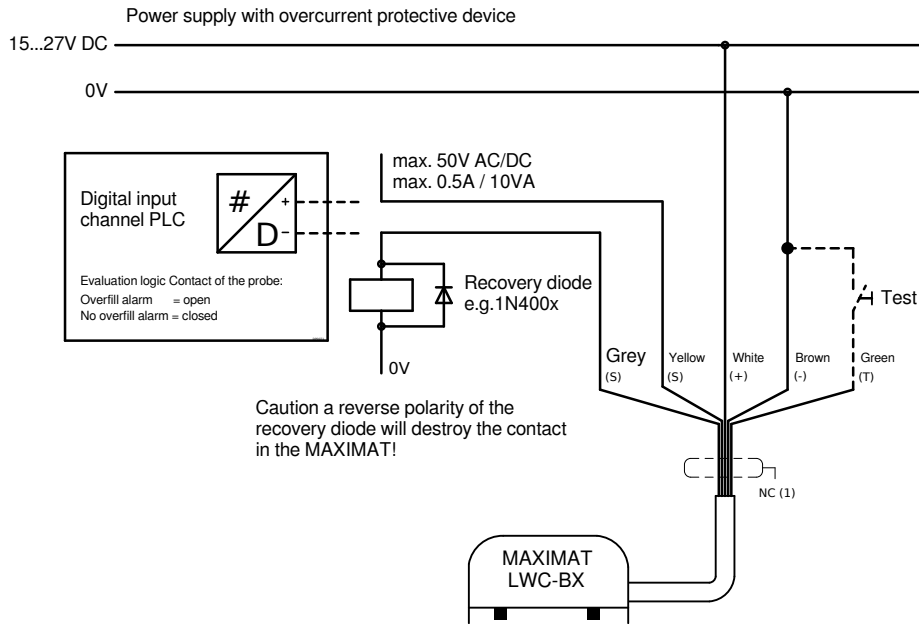 Power supply with overcurrent protective device
15...27V DC
0V
max. 50V AC/DC
max. 0.5A / 10VA
Digital input
channel PLC
#
+
D
-
Evaluation logic Contact of the probe:
Overfill alarm = open
No overfill alarm = closed
Recovery diode
e.g.1N400x
0V
Test
Grey
(S)
Yellow
(S)
White
(+)
Brown
(-)
Green
(T)
Caution a reverse polarity of the
recovery diode will destroy the contact
in the MAXIMAT!
NC (1)
MAXIMAT
LWC-BX